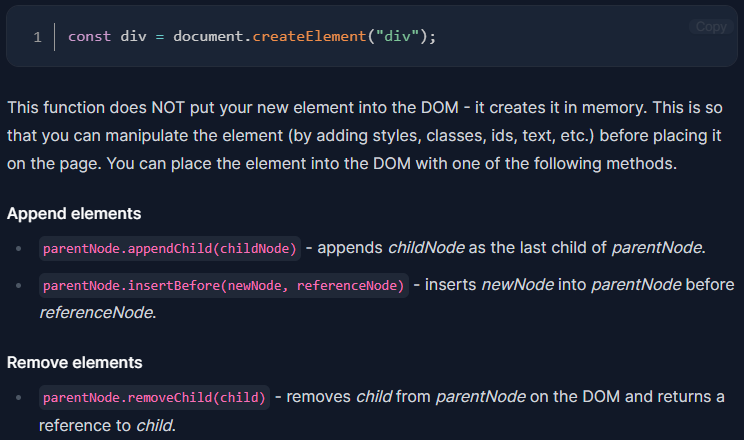 Copy
1 const div = document.createElement("div");
This function does NOT put your new element into the DOM - it creates it in memory. This is so
that you can manipulate the element (by adding styles, classes, ids, text, etc.) before placing it
on the page. You can place the element into the DOM with one of the following methods.
Append elements
• parentNode.appendChild(childNode) - appends childNode as the last child of parentNode.
• parentNode.insertBefore(newNode, referenceNode) - inserts newNode into parentNode before
referenceNode.
Remove elements
• parentNode.removeChild(child) - removes child from parentNode on the DOM and returns a
reference to child.